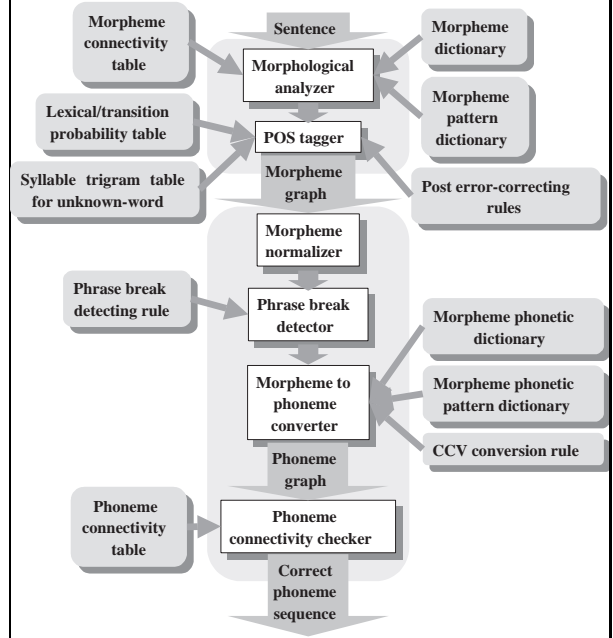 Sentence
Morpheme
connectivity
table
Morpheme
dictionary
Morphological
analyzer
Morpheme
pattern
dictionary
Lexical/transition
probability table
POS tagger
Syllable trigram table
for unknown-word
Morpheme
graph
Post error-correcting
rules
Morpheme
normalizer
Phrase break
detecting rule
Phrase break
detector
Morpheme phonetic
dictionary
Morpheme to
phoneme
converter
Morpheme phonetic
pattern dictionary
CCV conversion rule
Phoneme
graph
Phoneme
connectivity
table
Phoneme
connectivity checker
Correct
phoneme
sequence